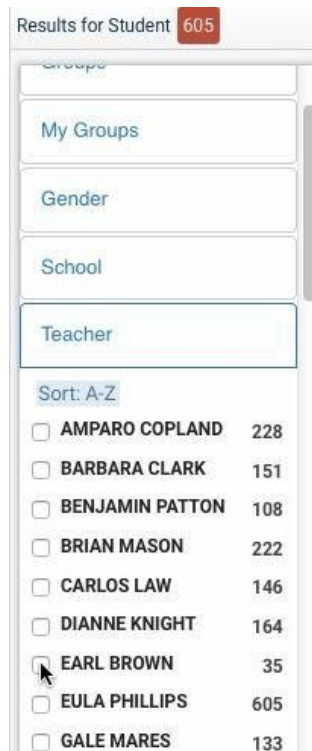 Results for Student 605
Groups
My Groups
Gender
School
Teacher
Sort: A-Z
AMPARO COPLAND 228
BARBARA CLARK 151
BENJAMIN PATTON 108
BRIAN MASON 222
CARLOS LAW 146
DIANNE KNIGHT 164
EARL BROWN 35
EULA PHILLIPS 605
GALE MARES 133